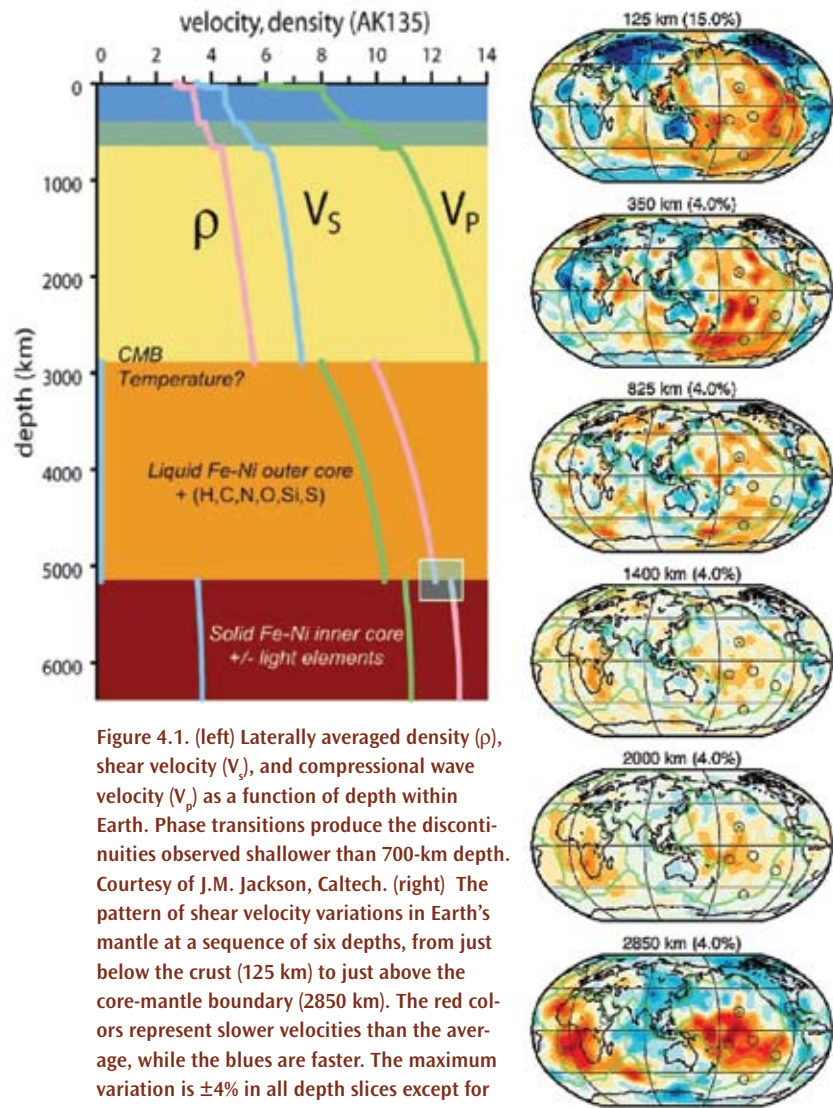 velocity, density (AK135)
0 2 4 6 8 10 12 14
0
1000
2000
3000
4000
5000
6000
depth (km)
ρ
V_S
V_P
CMB
Temperature?
Liquid Fe-Ni outer core
+ (H,C,N,O,Si,S)
Solid Fe-Ni inner core
+/- light elements
Figure 4.1. (left) Laterally averaged density (ρ),
shear velocity (V_s), and compressional wave
velocity (V_p) as a function of depth within
Earth. Phase transitions produce the disconti-
nuities observed shallower than 700-km depth.
Courtesy of J.M. Jackson, Caltech. (right) The
pattern of shear velocity variations in Earth's
mantle at a sequence of six depths, from just
below the crust (125 km) to just above the
core-mantle boundary (2850 km). The red col-
ors represent slower velocities than the aver-
age, while the blues are faster. The maximum
variation is ±4% in all depth slices except for
125 km (15.0%)
350 km (4.0%)
825 km (4.0%)
1400 km (4.0%)
2000 km (4.0%)
2850 km (4.0%)